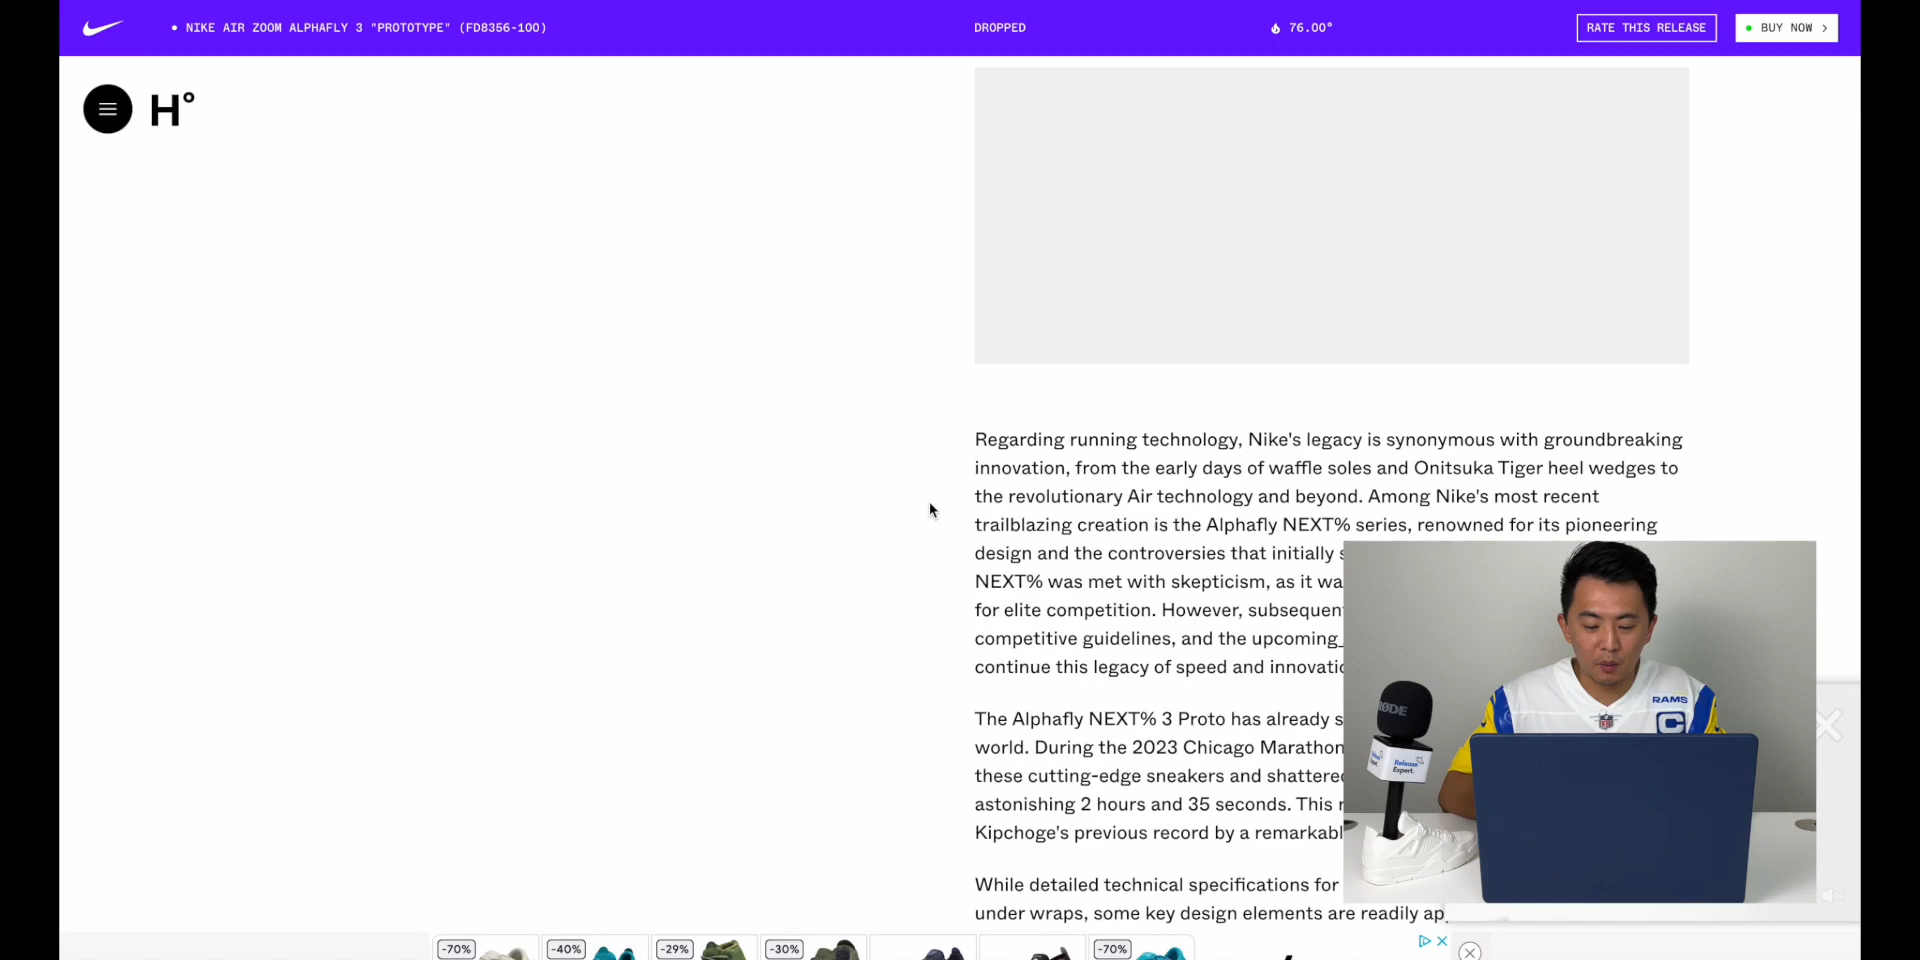 NIKE AIR ZOOM ALPHAFLY 3 "PROTOTYPE" (FD8356-100)
DROPPED
76.00°
RATE THIS RELEASE
BUY NOW >
H°
Regarding running technology, Nike's legacy is synonymous with groundbreaking
innovation, from the early days of waffle soles and Onitsuka Tiger heel wedges to
the revolutionary Air technology and beyond. Among Nike's most recent
trailblazing creation is the Alphafly NEXT% series, renowned for its pioneering
design and the controversies that initially
NEXT% was met with skepticism, as it
for elite competition. However,
competitive guidelines, and the upcoming
continue this legacy of speed and
The Alphafly NEXT% 3 Proto has already
world. During the 2023 Chicago Marathon
these cutting-edge sneakers and shattered
astonishing 2 hours and 35 seconds. This
Kipchoge's previous record by a
While detailed technical specifications for
under wraps, some key design elements are readily
RØDE
Release
Expert.
RAMS
C
-70%
-40%
-29%
-30%
-70%